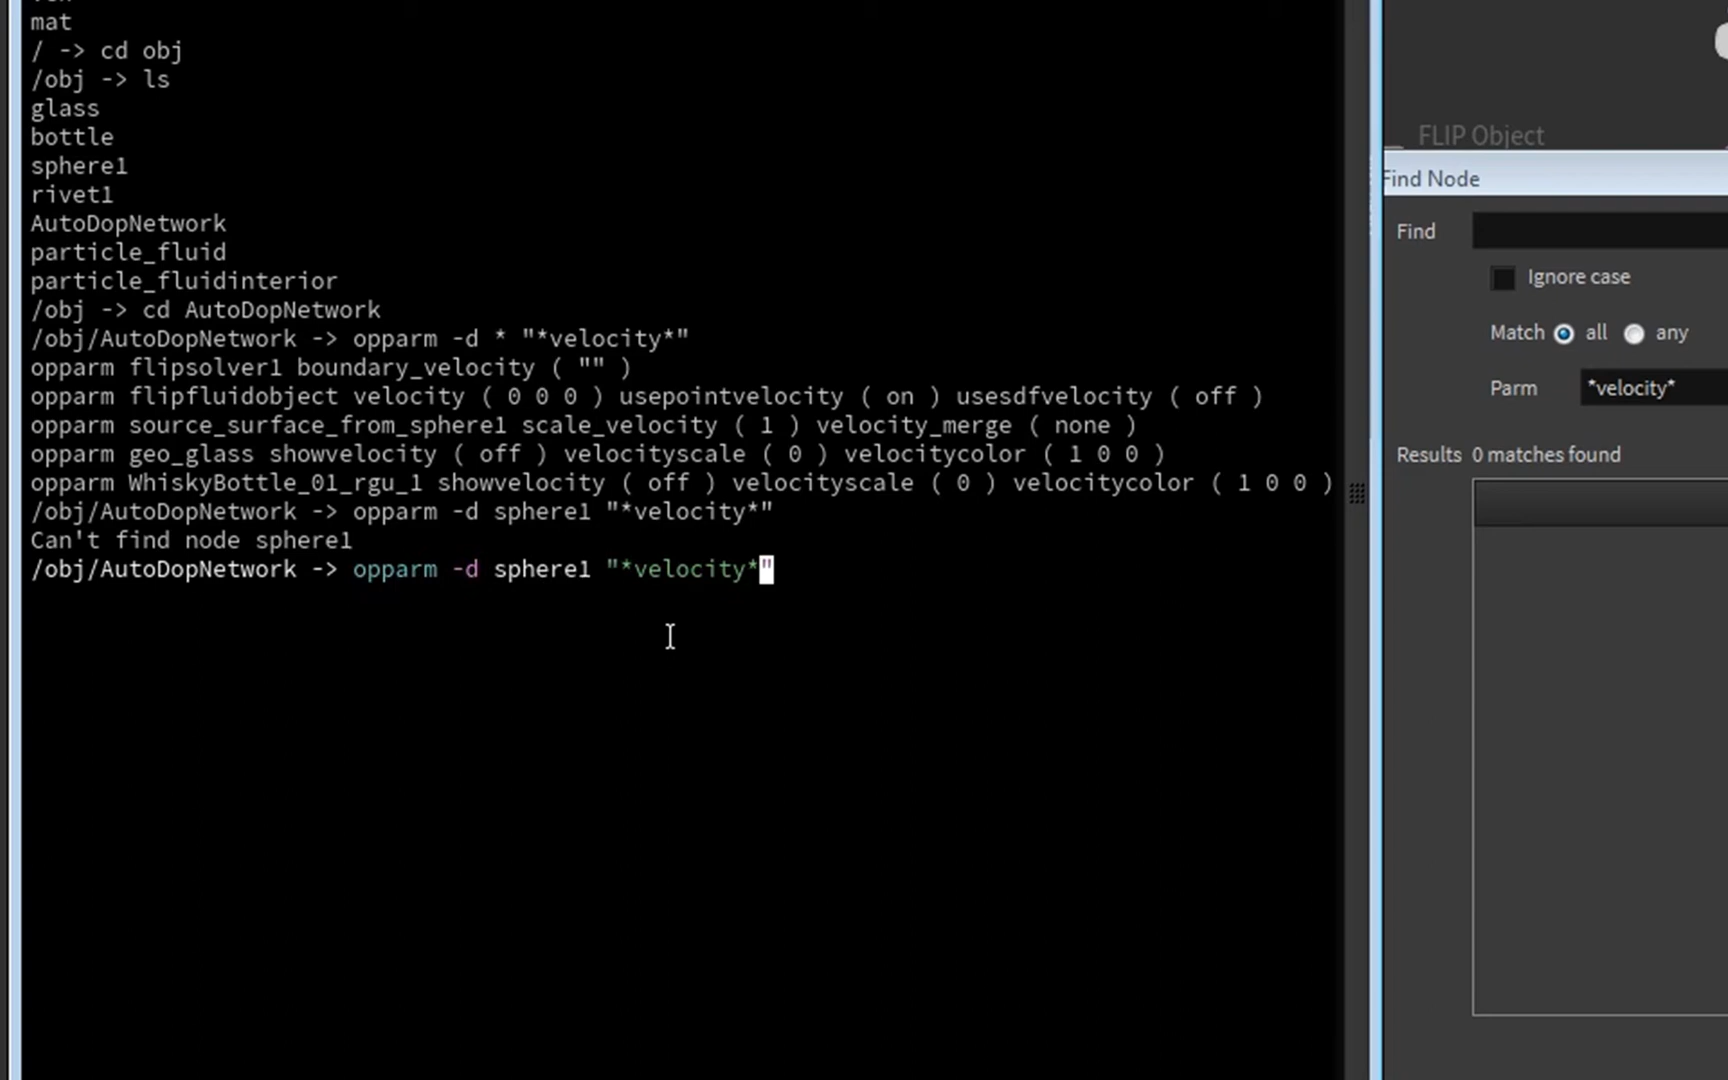 mat
/ -> cd obj
/obj -> ls
glass
bottle
sphere1
rivet1
AutoDopNetwork
particle_fluid
particle_fluidinterior
/obj -> cd AutoDopNetwork
/obj/AutoDopNetwork -> opparm -d * "*velocity*"
opparm flipsolver1 boundary_velocity ( "" )
opparm flipfluidobject velocity ( 0 0 0 ) usepointvelocity ( on ) usesdfvelocity ( off )
opparm source_surface_from_sphere1 scale_velocity ( 1 ) velocity_merge ( none )
opparm geo_glass showvelocity ( off ) velocityscale ( 0 ) velocitycolor ( 1 0 0 )
opparm WhiskyBottle_01_rgu_1 showvelocity ( off ) velocityscale ( 0 ) velocitycolor ( 1 0 0 )
/obj/AutoDopNetwork -> opparm -d sphere1 "*velocity*"
Can't find node sphere1
/obj/AutoDopNetwork -> opparm -d sphere1 "*velocity*"
FLIP Object
Find Node
Find
Ignore case
Match all any
Parm *velocity*
Results 0 matches found